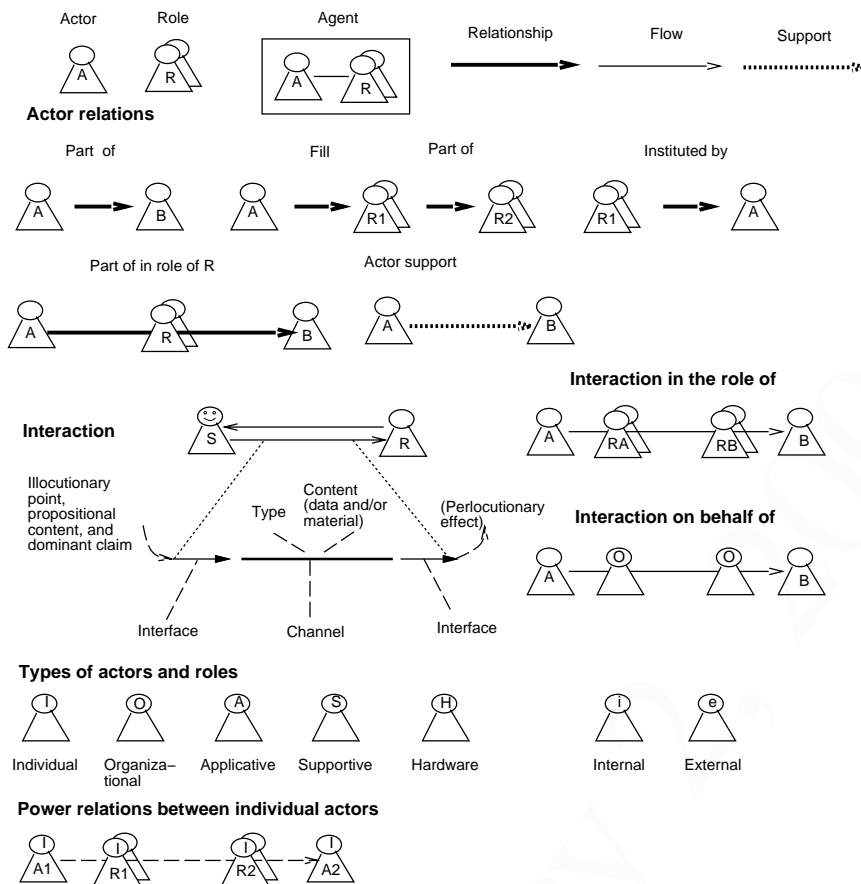 Actor Role Agent Relationship Flow Support
A R A R
Actor relations
Part of Fill Part of Instituted by
A B A R1 R2 R1 A
Part of in role of R Actor support
A R B A B
Interaction in the role of
Interaction
S R A RA RB B
Illocutionary
point,
propositional
content, and
dominant claim
Type
Content
(data and/or
material)
(Perlocutionary
effect)
Interaction on behalf of
A O O B
Interface Channel Interface
Types of actors and roles
I O A S H i e
Individual Organiza-
tional Applicative Supportive Hardware Internal External
Power relations between individual actors
I I I I
A1 R1 R2 A2